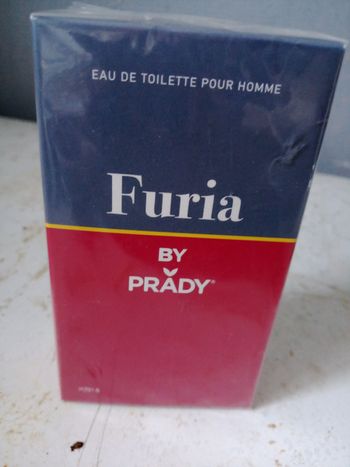 EAU DE TOILETTE POUR HOMME
Furia
BY
PRADY®